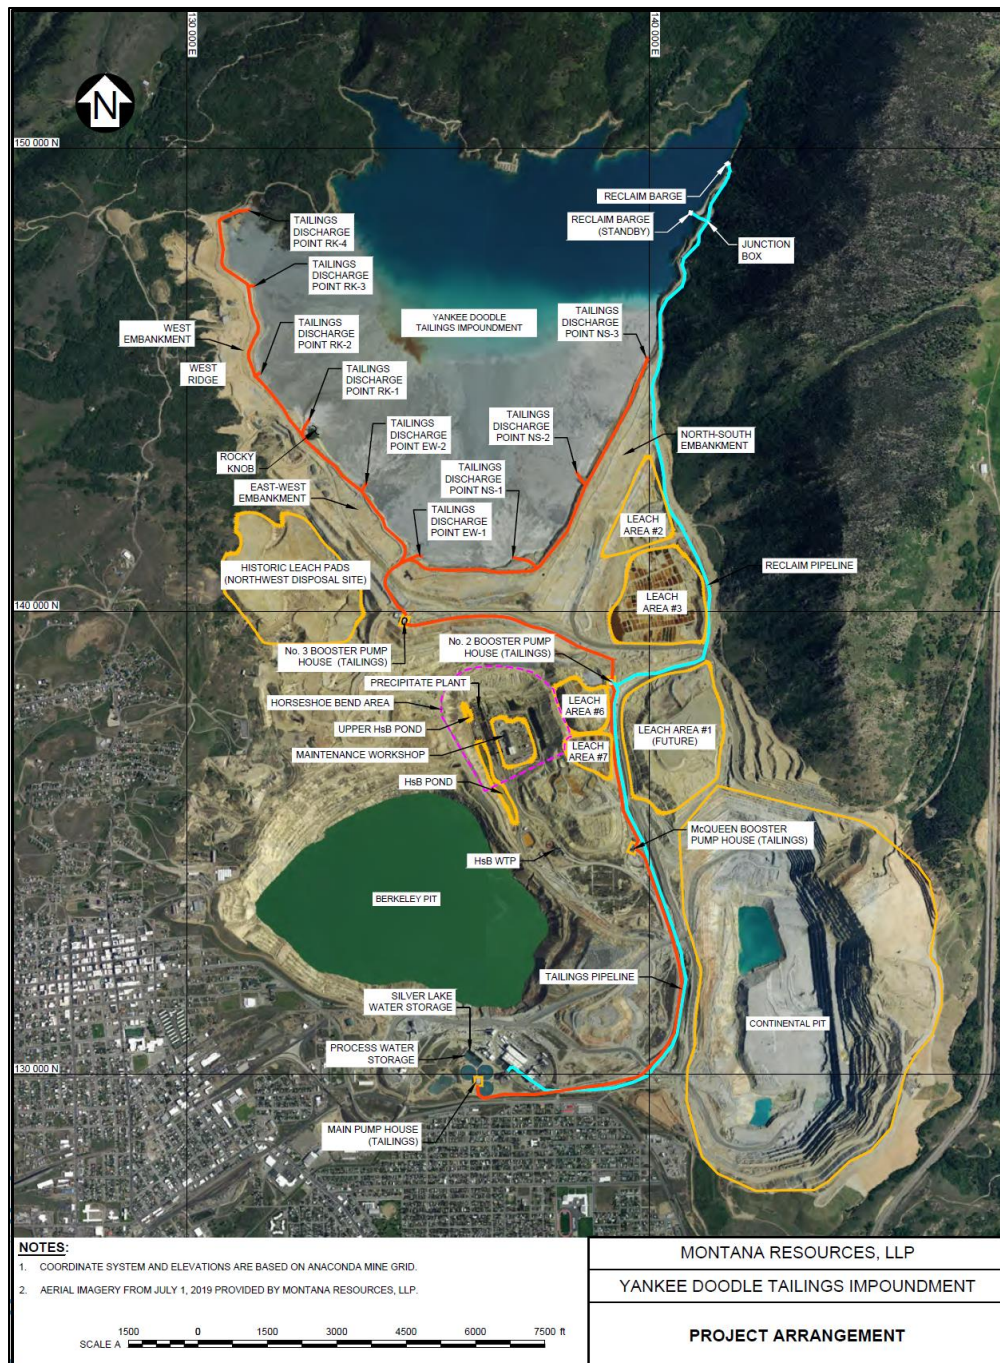 130 000 E
140 000 E
N
150 000 N
RECLAIM BARGE
RECLAIM BARGE
(STANDBY)
TAILINGS
DISCHARGE
POINT RK-4
JUNCTION
BOX
TAILINGS
DISCHARGE
POINT RK-3
TAILINGS
DISCHARGE
POINT NS-3
YANKEE DOODLE
TAILINGS IMPOUNDMENT
WEST
EMBANKMENT
TAILINGS
DISCHARGE
POINT RK-2
WEST
RIDGE
TAILINGS
DISCHARGE
POINT RK-1
TAILINGS
DISCHARGE
POINT NS-2
TAILINGS
DISCHARGE
POINT EW-2
NORTH-SOUTH
EMBANKMENT
ROCKY
KNOB
TAILINGS
DISCHARGE
POINT NS-1
EAST-WEST
EMBANKMENT
TAILINGS
DISCHARGE
POINT EW-1
LEACH
AREA #2
HISTORIC LEACH PADS
(NORTHWEST DISPOSAL SITE)
RECLAIM PIPELINE
LEACH
AREA #3
140 000 N
No. 3 BOOSTER PUMP
HOUSE (TAILINGS)
No. 2 BOOSTER PUMP
HOUSE (TAILINGS)
PRECIPITATE PLANT
HORSESHOE BEND AREA
LEACH
AREA #6
UPPER HsB POND
LEACH AREA #1
(FUTURE)
MAINTENANCE WORKSHOP
LEACH
AREA #7
HsB POND
McQUEEN BOOSTER
PUMP HOUSE (TAILINGS)
HsB WTP
BERKELEY PIT
TAILINGS PIPELINE
SILVER LAKE
WATER STORAGE
CONTINENTAL PIT
PROCESS WATER
STORAGE
130 000 N
MAIN PUMP HOUSE
(TAILINGS)
NOTES:
1. COORDINATE SYSTEM AND ELEVATIONS ARE BASED ON ANACONDA MINE GRID.
2. AERIAL IMAGERY FROM JULY 1, 2019 PROVIDED BY MONTANA RESOURCES, LLP.
1500 0 1500 3000 4500 6000 7500 ft
SCALE A
MONTANA RESOURCES, LLP
YANKEE DOODLE TAILINGS IMPOUNDMENT
PROJECT ARRANGEMENT